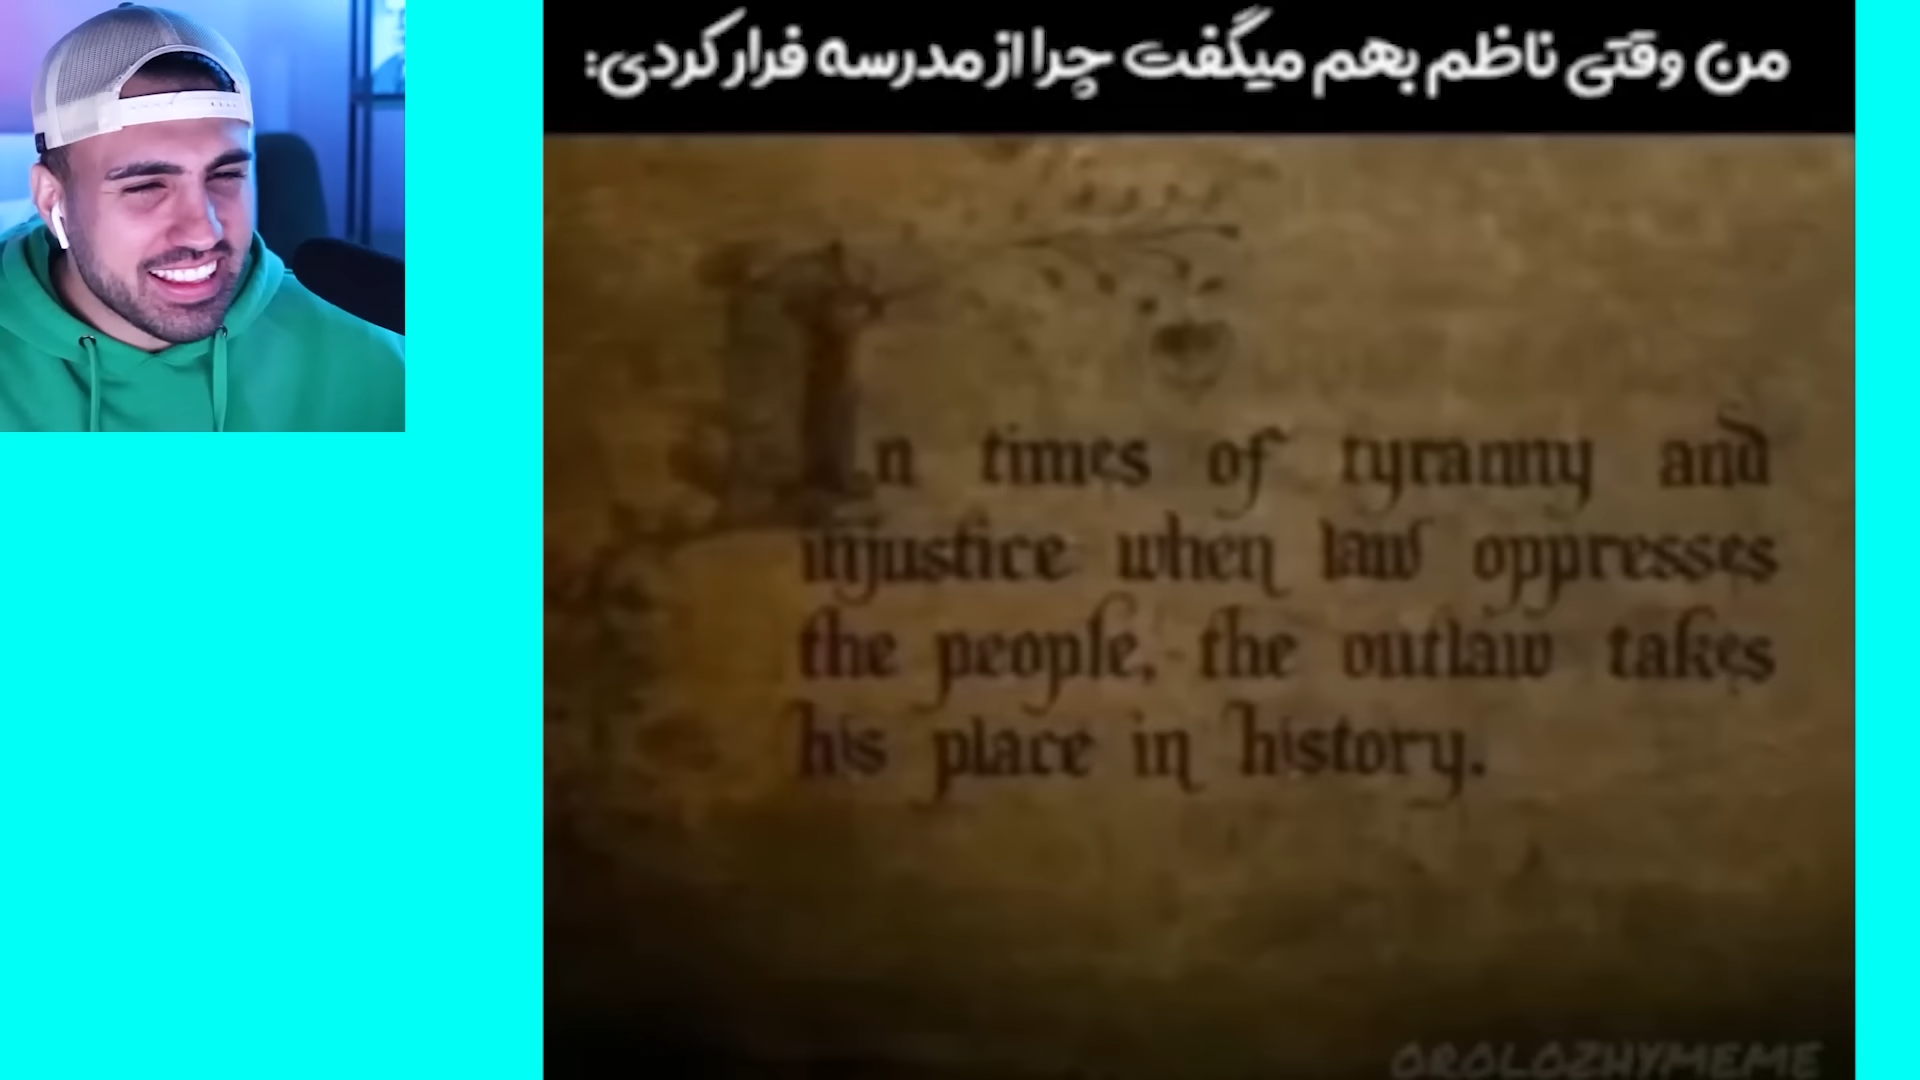 من وقتی ناظم بهم میگفت چرا از مدرسه فرار کردی:
In times of tyranny and
injustice when law oppresses
the people, the outlaw takes
his place in history.
OROLOZHYMEME